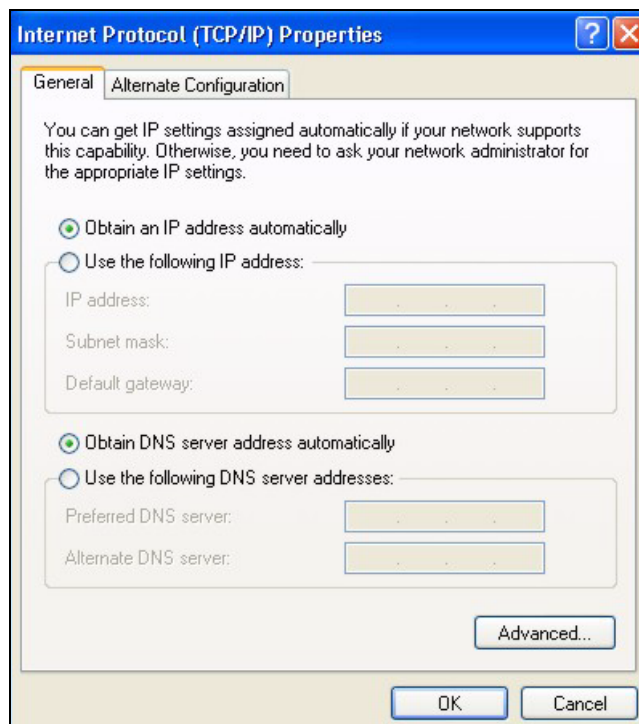 Internet Protocol (TCP/IP) Properties
General
Alternate Configuration
You can get IP settings assigned automatically if your network supports
this capability. Otherwise, you need to ask your network administrator for
the appropriate IP settings.
Obtain an IP address automatically
Use the following IP address:
IP address:
Subnet mask:
Default gateway:
Obtain DNS server address automatically
Use the following DNS server addresses:
Preferred DNS server:
Alternate DNS server:
Advanced...
OK
Cancel